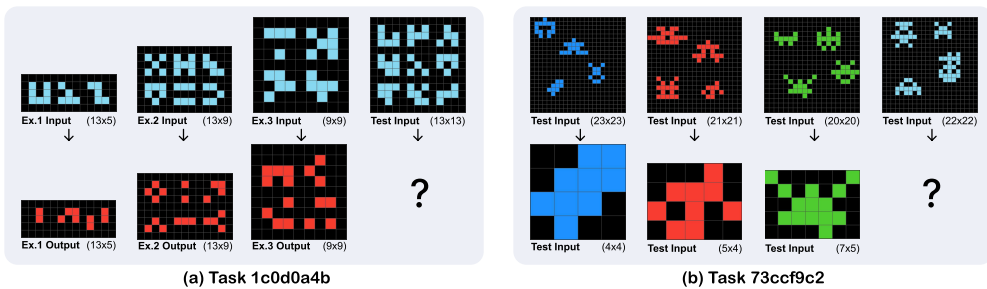 Ex.1 Input (13x5)
Ex.2 Input (13x9)
Ex.3 Input (9x9)
Test Input (13x13)
?
Ex.1 Output (13x5)
Ex.2 Output (13x9)
Ex.3 Output (9x9)
(a) Task 1c0d0a4b
Test Input (23x23)
Test Input (21x21)
Test Input (20x20)
Test Input (22x22)
?
Test Input (4x4)
Test Input (5x4)
Test Input (7x5)
(b) Task 73ccf9c2